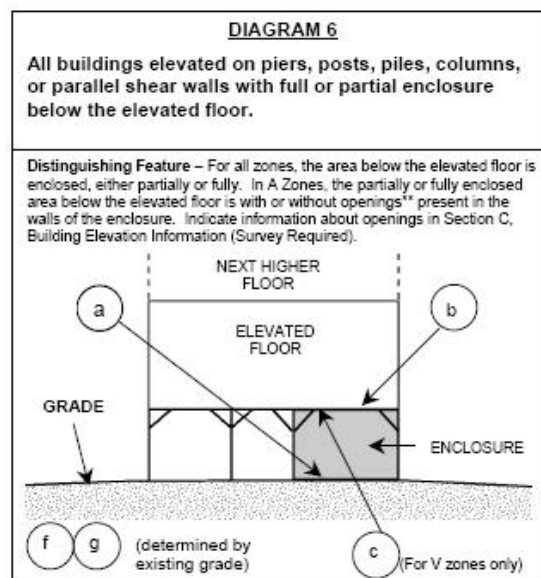 DIAGRAM 6
All buildings elevated on piers, posts, piles, columns,
or parallel shear walls with full or partial enclosure
below the elevated floor.
Distinguishing Feature – For all zones, the area below the elevated floor is
enclosed, either partially or fully. In A Zones, the partially or fully enclosed
area below the elevated floor is with or without openings** present in the
walls of the enclosure. Indicate information about openings in Section C,
Building Elevation Information (Survey Required).
NEXT HIGHER
FLOOR
a
b
ELEVATED
FLOOR
GRADE
ENCLOSURE
f
g
(determined by
existing grade)
c
(For V zones only)